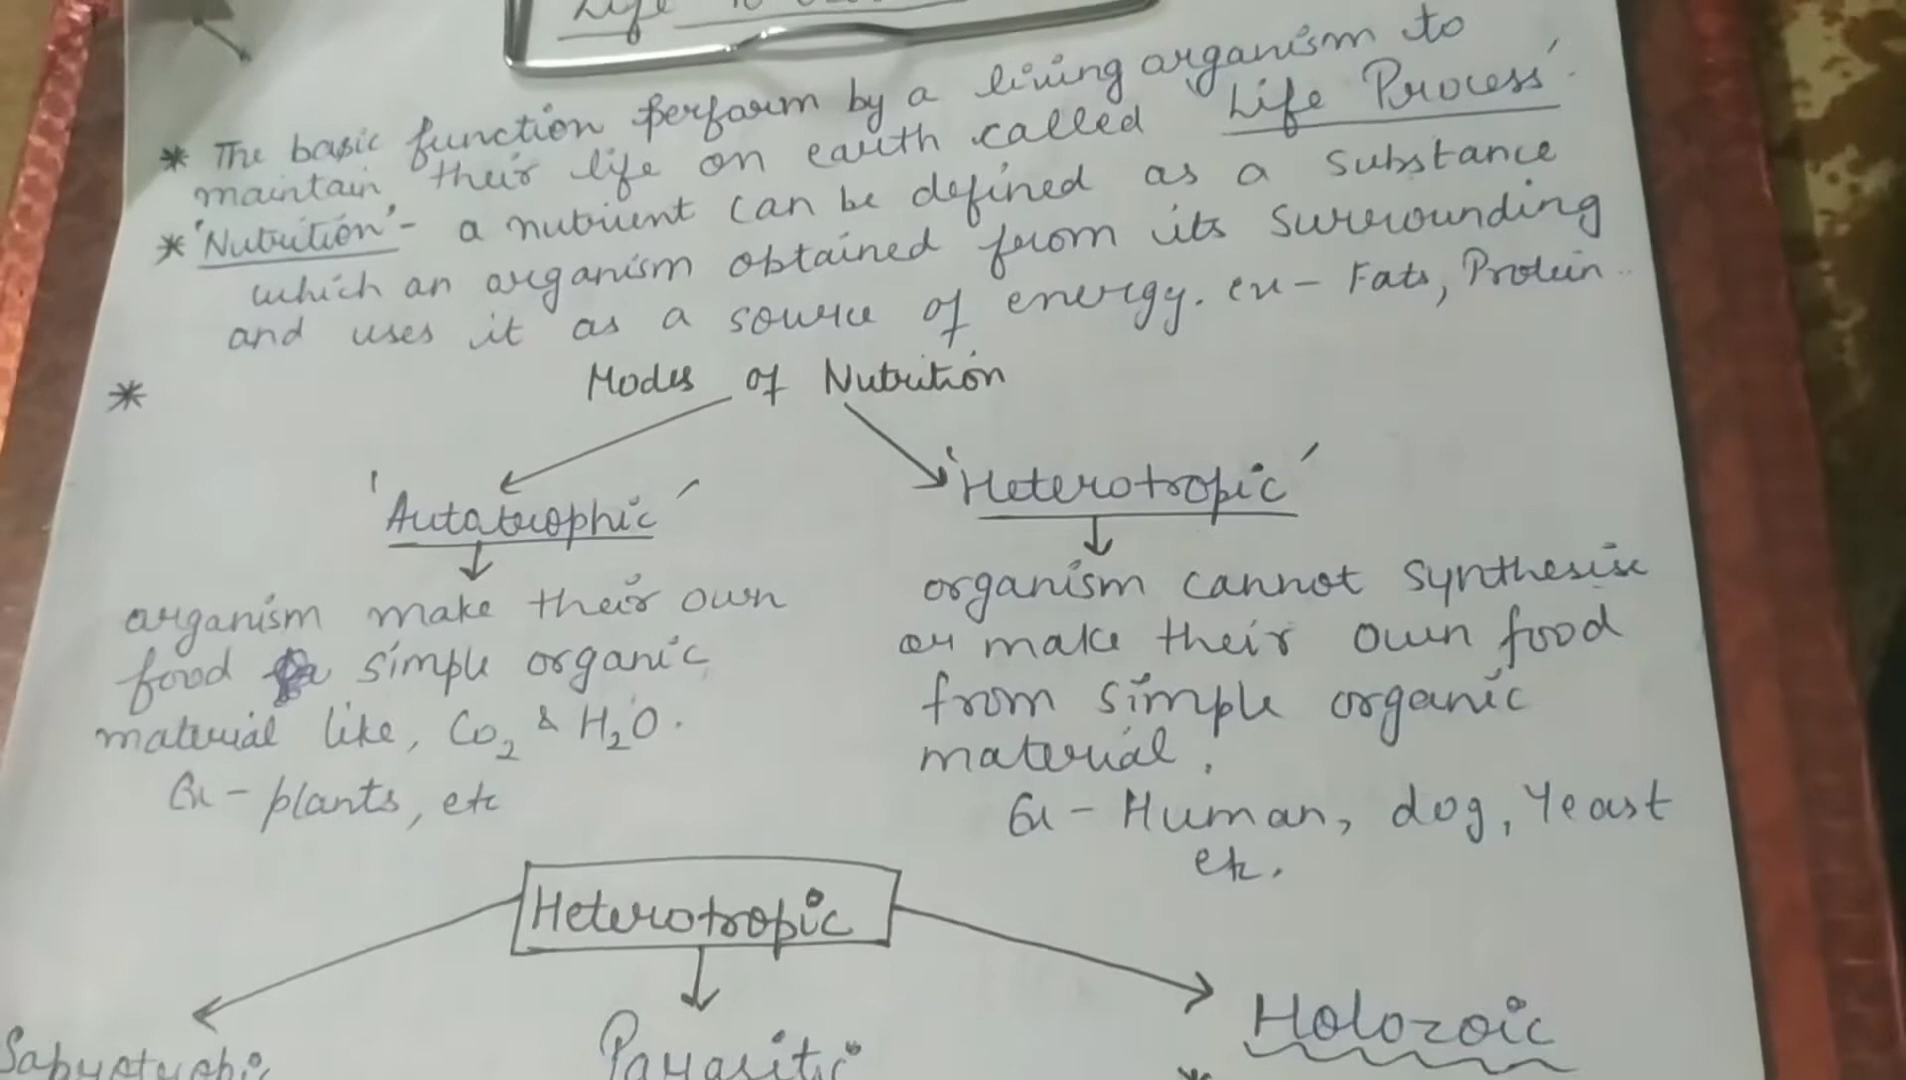 Life
* The basic function perform by a living organism to
maintain their life on earth called 'Life Process'.
* 'Nutrition' - a nutrient can be defined as a substance
which an organism obtained from its surrounding
and uses it as a source of energy. ex - Fats, Protein
* Modes of Nutrition
'Autotrophic' 'Heterotropic'
organism make their own
food simple organic
material like, Co2 & H2O.
Ex - plants, etc
organism cannot synthesise
or make their own food
from simple organic
material.
Ex - Human, dog, Yeast
etc.
Heterotropic
Parasitic Holozoic
*